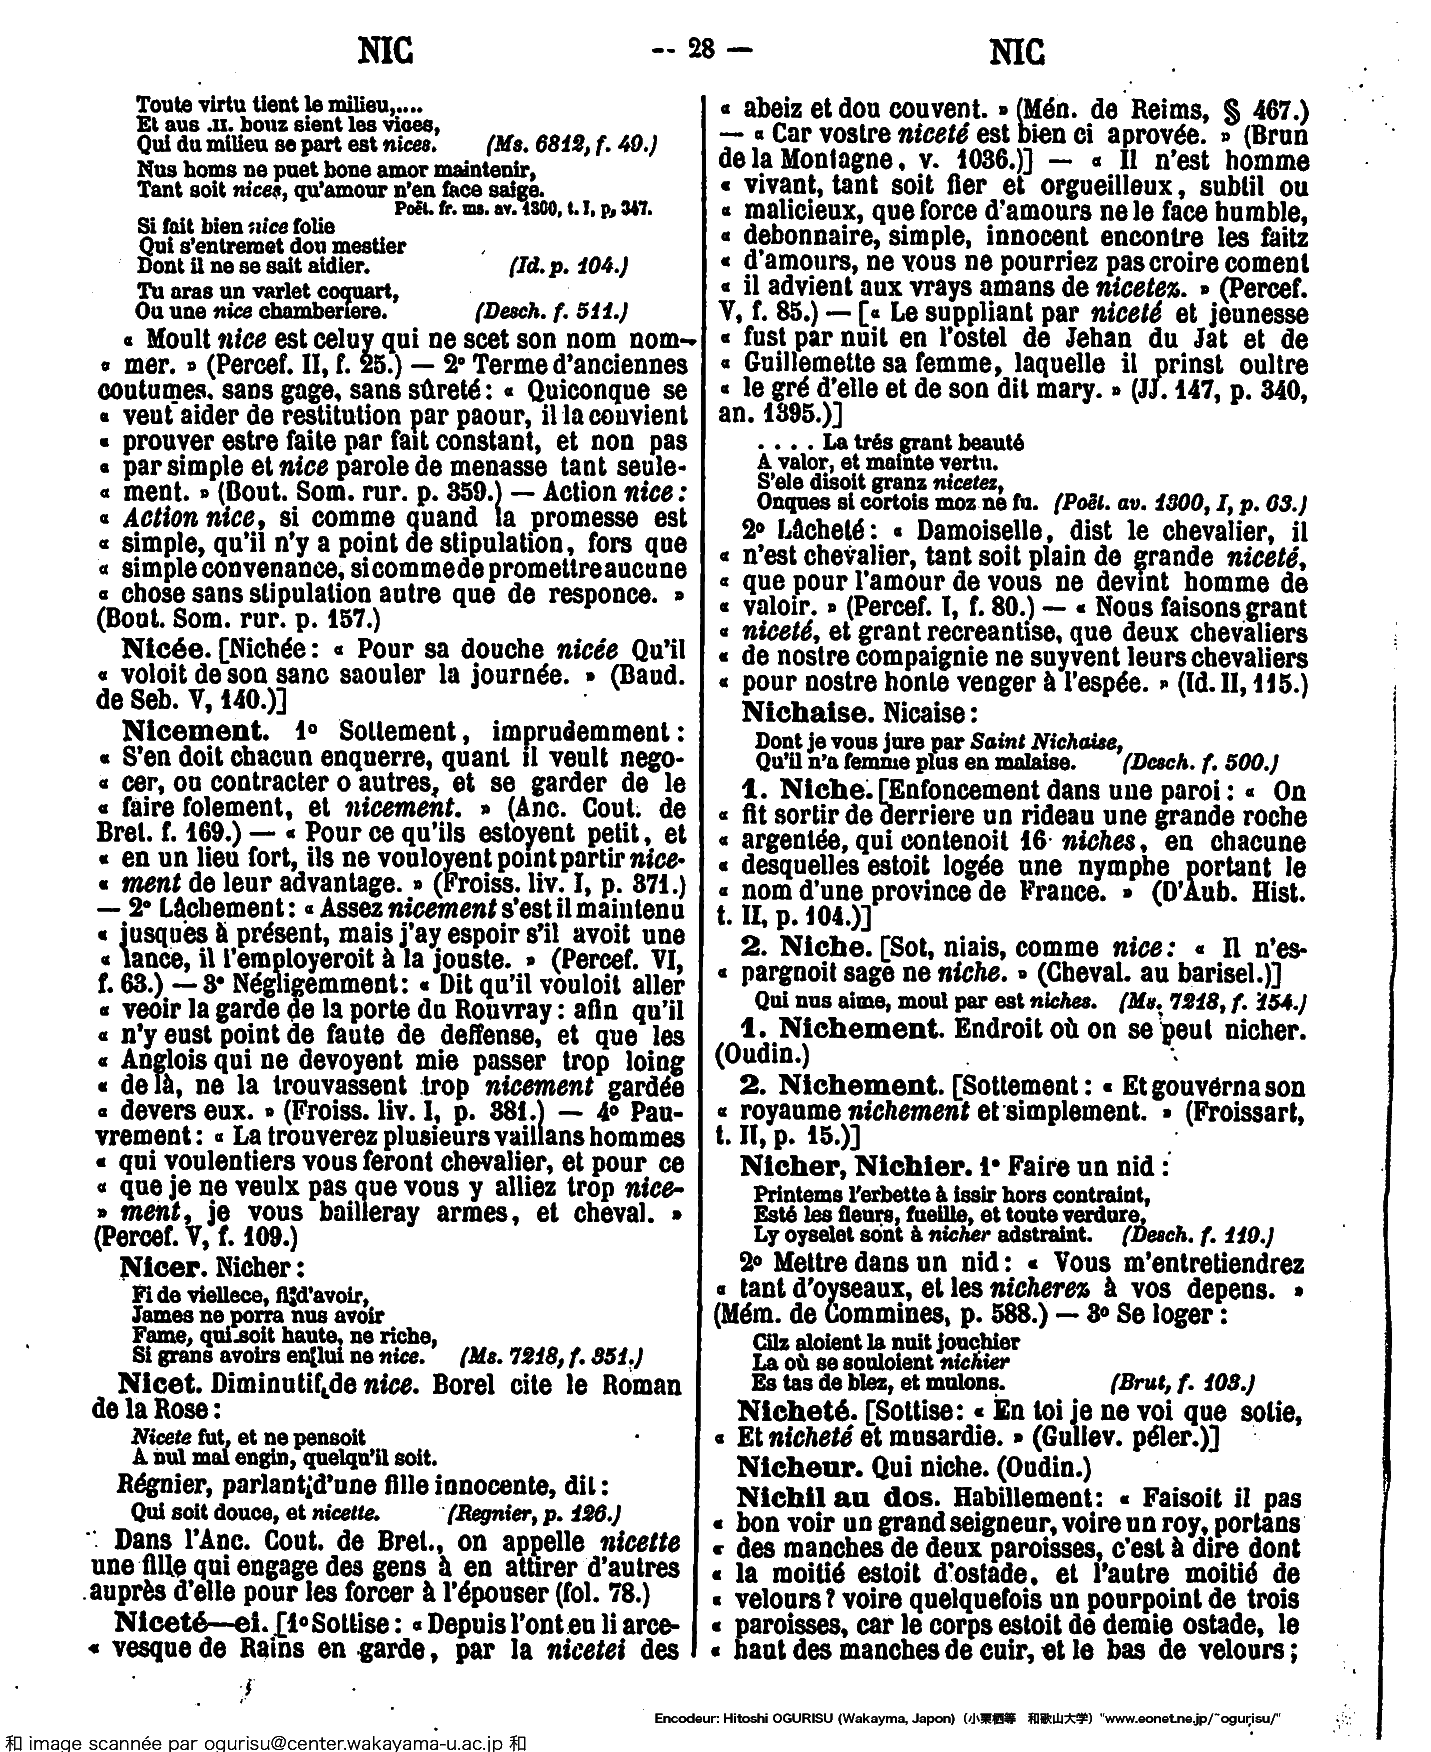 NIC -- 28 — NIC
Toute virtu tient le milieu,....
Et aus .II. bouz sient les vices,
Qui du milieu se part est nices. (Ms. 6812, f. 49.)
Nus homs ne puet bone amor maintenir,
Tant soit nices, qu'amour n'en face saige.
Poët. fr. ms. av. 1300, t. I, p, 347.
Si fait bien nice folie
Qui s'entremet dou mestier
Dont il ne se sait aidier. (Id. p. 104.)
Tu aras un varlet coquart,
Ou une nice chamberiere. (Desch. f. 511.)
« Moult nice est celuy qui ne scet son nom nom-
« mer. » (Percef. II, f. 25.) — 2° Terme d'anciennes
coutumes, sans gage, sans sûreté : « Quiconque se
« veut aider de restitution par paour, il la couvient
« prouver estre faite par fait constant, et non pas
« par simple et nice parole de menasse tant seule-
« ment. » (Bout. Som. rur. p. 359.) — Action nice :
« Action nice, si comme quand la promesse est
« simple, qu'il n'y a point de stipulation, fors que
« simple convenance, si comme de promettre aucune
« chose sans stipulation autre que de responce. »
(Bout. Som. rur. p. 157.)
Nicée. [Nichée : « Pour sa douche nicée Qu'il
« voloit de son sanc saouler la journée. » (Baud.
de Seb. V, 140.)]
Nicement. 1° Sottement, imprudemment :
« S'en doit chacun enquerre, quant il veult nego-
« cer, ou contracter o autres, et se garder de le
« faire folement, et nicement. » (Anc. Cout. de
Bret. f. 169.) — « Pour ce qu'ils estoyent petit, et
« en un lieu fort, ils ne vouloyent point partir nice-
« ment de leur advantage. » (Froiss. liv. I, p. 371.)
— 2° Lâchement : « Assez nicement s'est il maintenu
« jusques à présent, mais j'ay espoir s'il avoit une
« lance, il l'employeroit à la jouste. » (Percef. VI,
f. 63.) — 3° Négligemment : « Dit qu'il vouloit aller
« veoir la garde de la porte du Rouvray : afin qu'il
« n'y eust point de faute de deffense, et que les
« Anglois qui ne devoyent mie passer trop loing
« de là, ne la trouvassent trop nicement gardée
« devers eux. » (Froiss. liv. I, p. 381.) — 4° Pau-
vrement : « La trouverez plusieurs vaillans hommes
« qui voulentiers vous feront chevalier, et pour ce
« que je ne veulx pas que vous y alliez trop nice-
» ment, je vous bailleray armes, et cheval. »
(Percef. V, f. 109.)
Nicer. Nicher :
Fi de viellece, fi d'avoir,
James ne porra nus avoir
Fame, qui soit haute, ne riche,
Si grans avoirs en lui ne nice. (Ms. 7218, f. 351.)
Nicet. Diminutif de nice. Borel cite le Roman
de la Rose :
Nicete fut, et ne pensoit
A nul mal engin, quelqu'il soit.
Régnier, parlant d'une fille innocente, dit :
Qui soit douce, et nicette. (Regnier, p. 126.)
Dans l'Anc. Cout. de Bret., on appelle nicette
une fille qui engage des gens à en attirer d'autres
auprès d'elle pour les forcer à l'épouser (fol. 78.)
Niceté—ei. [1° Sottise : « Depuis l'ont eu li arce-
« vesque de Rains en garde, par la nicetei des
« abeiz et dou couvent. » (Mén. de Reims, § 467.)
— « Car vostre niceté est bien ci aprovée. » (Brun
de la Montagne, v. 1036.)] — « Il n'est homme
« vivant, tant soit fier et orgueilleux, subtil ou
« malicieux, que force d'amours ne le face humble,
« debonnaire, simple, innocent encontre les faitz
« d'amours, ne vous ne pourriez pas croire coment
« il advient aux vrays amans de nicetez. » (Percef.
V, f. 85.) — [« Le suppliant par niceté et jeunesse
« fust par nuit en l'ostel de Jehan du Jat et de
« Guillemette sa femme, laquelle il prinst oultre
« le gré d'elle et de son dit mary. » (JJ. 147, p. 340,
an. 1395.)]
. . . . La trés grant beauté
A valor, et mainte vertu.
S'ele disoit granz nicetez,
Onques si cortois moz ne fu. (Poët. av. 1300, I, p. 63.)
2° Lâcheté : « Damoiselle, dist le chevalier, il
« n'est chevalier, tant soit plain de grande niceté,
« que pour l'amour de vous ne devint homme de
« valoir. » (Percef. I, f. 80.) — « Nous faisons grant
« niceté, et grant recreantise, que deux chevaliers
« de nostre compaignie ne suyvent leurs chevaliers
« pour nostre honte venger à l'espée. » (Id. II, 115.)
Nichaise. Nicaise :
Dont je vous jure par Saint Nichaise,
Qu'il n'a femme plus en malaise. (Desch. f. 500.)
1. Niche. [Enfoncement dans une paroi : « On
« fit sortir de derriere un rideau une grande roche
« argentée, qui contenoit 16 niches, en chacune
« desquelles estoit logée une nymphe portant le
« nom d'une province de France. » (D'Aub. Hist.
t. II, p. 104.)]
2. Niche. [Sot, niais, comme nice : « Il n'es-
« pargnoit sage ne niche. » (Cheval. au barisel.)]
Qui nus aime, moul par est niches. (Ms. 7218, f. 154.)
1. Nichement. Endroit où on se peut nicher.
(Oudin.)
2. Nichement. [Sottement : « Et gouverna son
« royaume nichement et simplement. » (Froissart,
t. II, p. 15.)]
Nicher, Nichier. 1° Faire un nid :
Printems l'erbette à issir hors contraint,
Esté les fleurs, fueille, et toute verdure,
Ly oyselet sont à nicher adstraint. (Desch. f. 119.)
2° Mettre dans un nid : « Vous m'entretiendrez
« tant d'oyseaux, et les nicherez à vos depens. »
(Mém. de Commines, p. 588.) — 3° Se loger :
Cilz aloient la nuit jouchier
La où se souloient nichier
Es tas de blez, et mulons. (Brut, f. 103.)
Nicheté. [Sottise : « En toi je ne voi que sotie,
« Et nicheté et musardie. » (Guilev. péler.)]
Nicheur. Qui niche. (Oudin.)
Nichil au dos. Habillement : « Faisoit il pas
« bon voir un grand seigneur, voire un roy, portans
« des manches de deux paroisses, c'est à dire dont
« la moitié estoit d'ostade, et l'autre moitié de
« velours ? voire quelquefois un pourpoint de trois
« paroisses, car le corps estoit de demie ostade, le
« haut des manches de cuir, et le bas de velours ;
Encodeur: Hitoshi OGURISU (Wakayma, Japon) (小栗栖等 和歌山大学) "www.eonet.ne.jp/~ogurisu/"
和 image scannée par ogurisu@center.wakayama-u.ac.jp 和